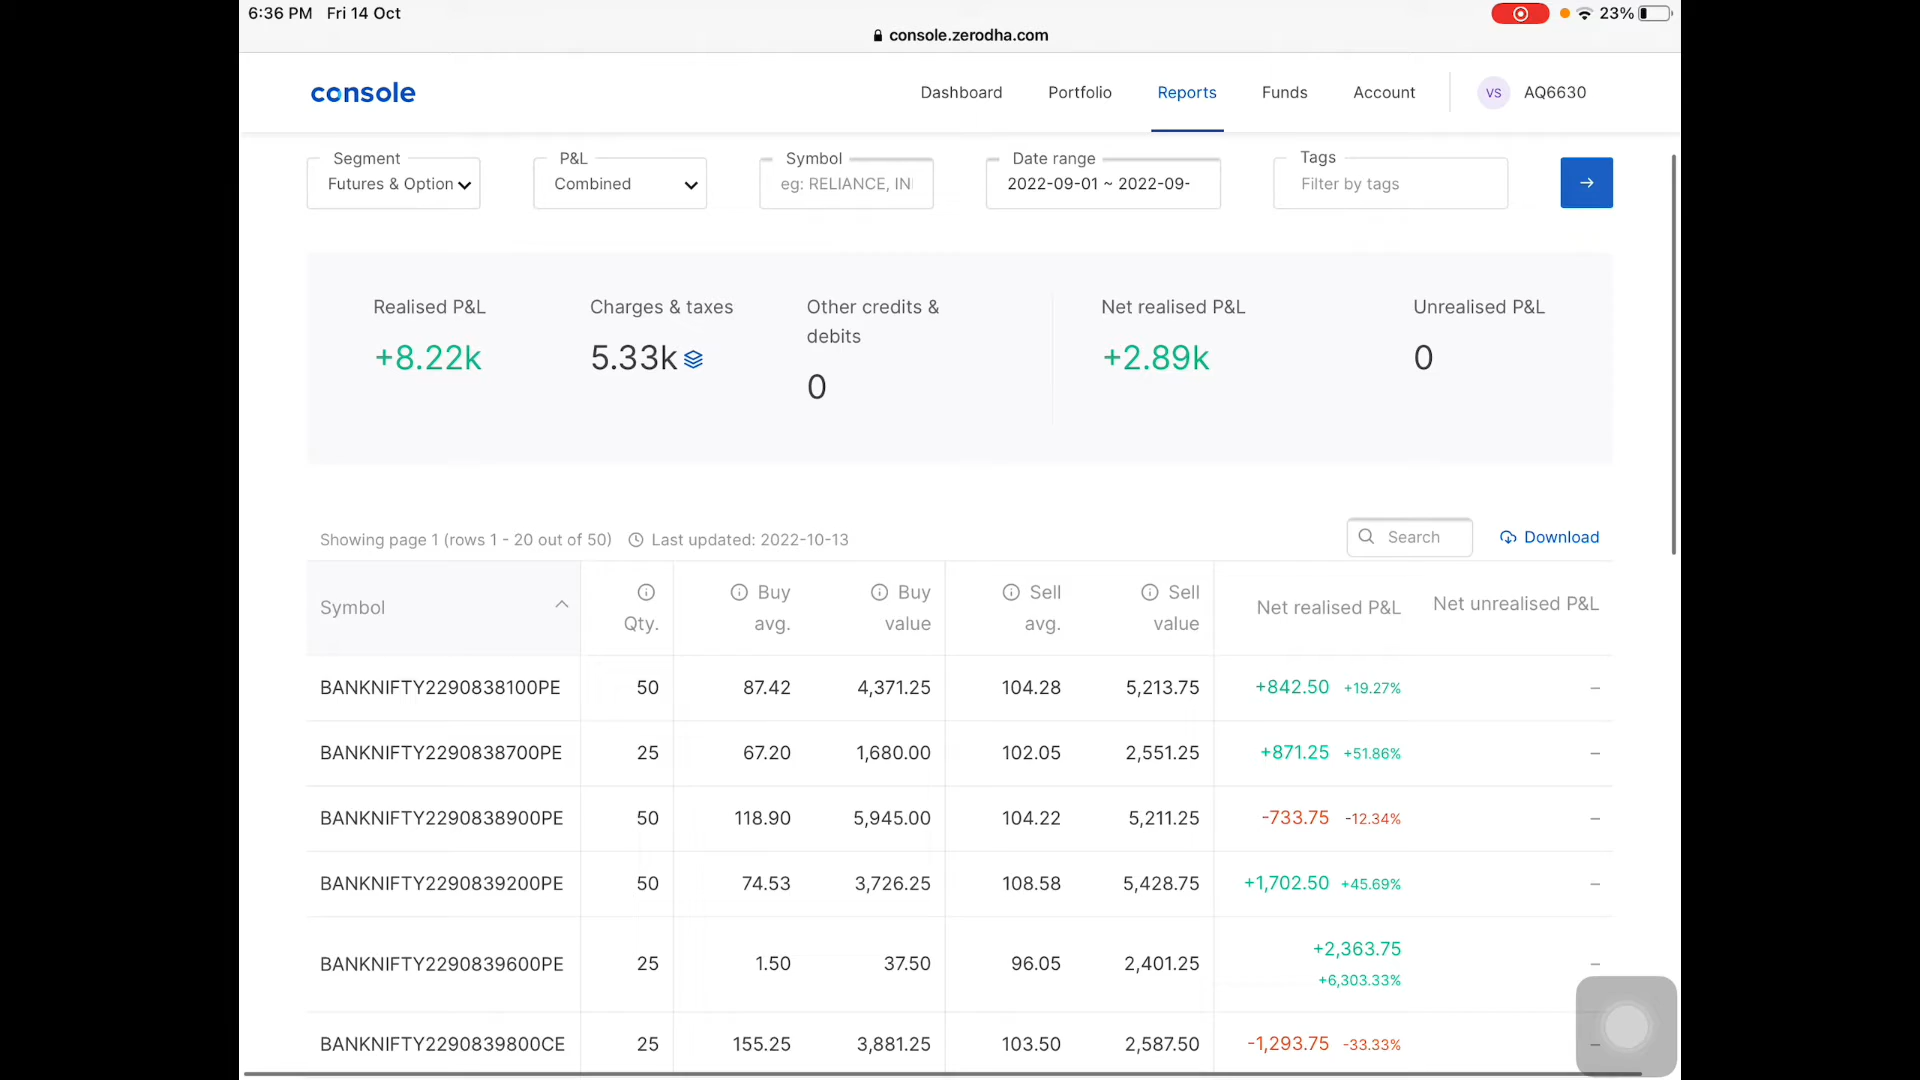 6:36 PM Fri 14 Oct
23%
console.zerodha.com
console
Dashboard Portfolio Reports Funds Account VS AQ6630
Segment P&L Symbol Date range Tags
Futures & Option Combined eg: RELIANCE, IN 2022-09-01 ~ 2022-09- Filter by tags
Realised P&L Charges & taxes Other credits & Net realised P&L Unrealised P&L
debits
+8.22k 5.33k +2.89k 0
0
Showing page 1 (rows 1 - 20 out of 50) Last updated: 2022-10-13 Search Download
Symbol Qty. Buy avg. Buy value Sell avg. Sell value Net realised P&L Net unrealised P&L
BANKNIFTY2290838100PE 50 87.42 4,371.25 104.28 5,213.75 +842.50 +19.27% –
BANKNIFTY2290838700PE 25 67.20 1,680.00 102.05 2,551.25 +871.25 +51.86% –
BANKNIFTY2290838900PE 50 118.90 5,945.00 104.22 5,211.25 -733.75 -12.34% –
BANKNIFTY2290839200PE 50 74.53 3,726.25 108.58 5,428.75 +1,702.50 +45.69% –
BANKNIFTY2290839600PE 25 1.50 37.50 96.05 2,401.25 +2,363.75 +6,303.33% –
BANKNIFTY2290839800CE 25 155.25 3,881.25 103.50 2,587.50 -1,293.75 -33.33% –